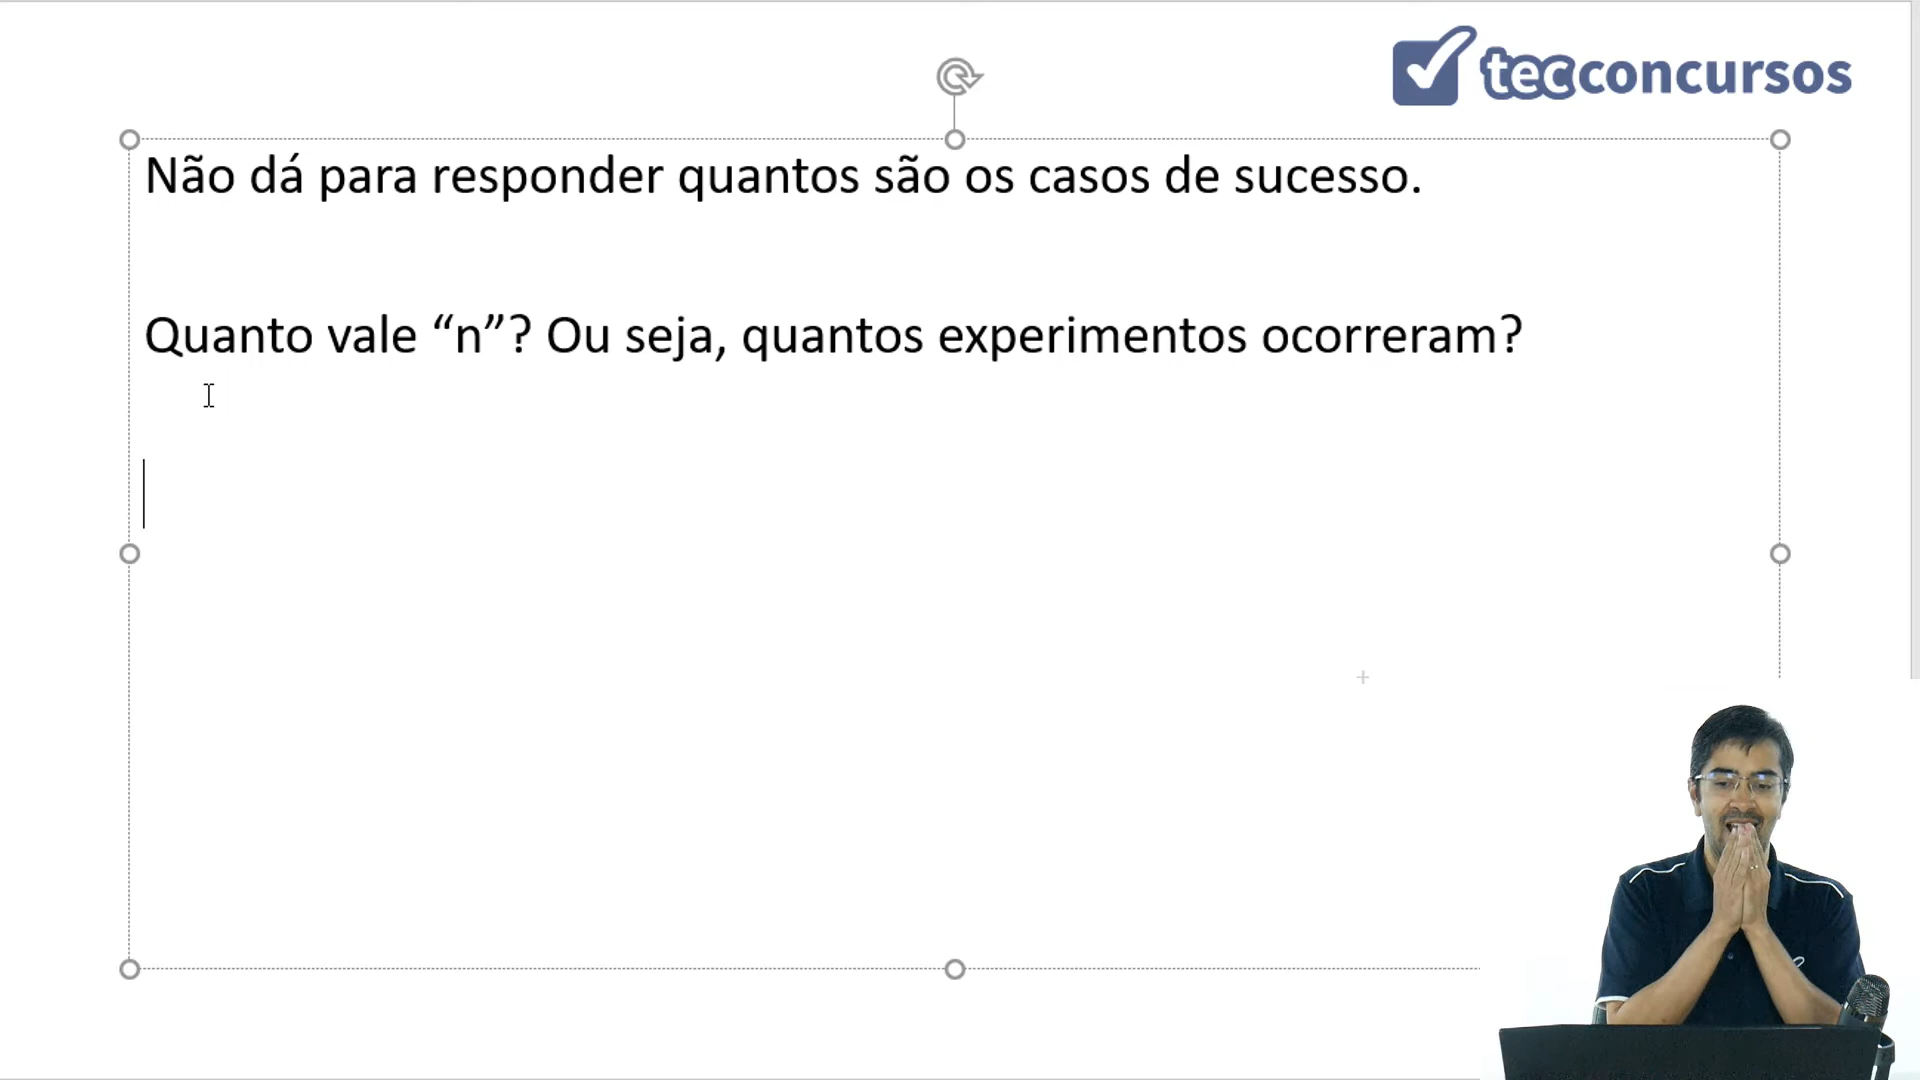 tecconcursos
Não dá para responder quantos são os casos de sucesso.
Quanto vale “n”? Ou seja, quantos experimentos ocorreram?